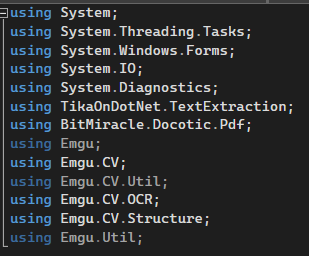 using System;
using System.Threading.Tasks;
using System.Windows.Forms;
using System.IO;
using System.Diagnostics;
using TikaOnDotNet.TextExtraction;
using BitMiracle.Docotic.Pdf;
using Emgu;
using Emgu.CV;
using Emgu.CV.Util;
using Emgu.CV.OCR;
using Emgu.CV.Structure;
using Emgu.Util;